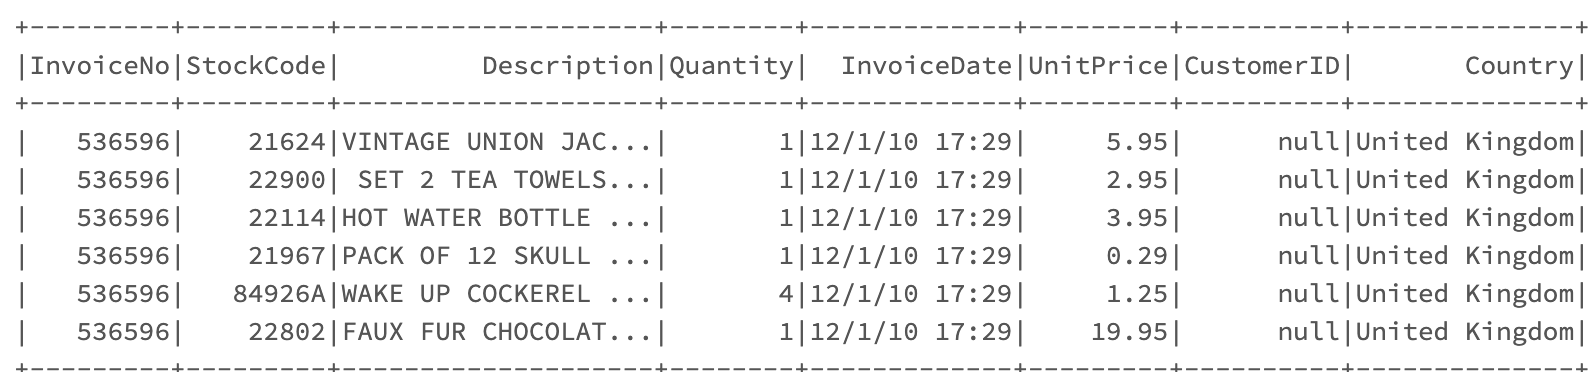 +---------+---------+--------------------+--------+--------------+---------+----------+--------------+
|InvoiceNo|StockCode|         Description|Quantity|   InvoiceDate|UnitPrice|CustomerID|       Country|
+---------+---------+--------------------+--------+--------------+---------+----------+--------------+
|   536596|    21624|VINTAGE UNION JAC...|       1|12/1/10 17:29|     5.95|      null|United Kingdom|
|   536596|    22900| SET 2 TEA TOWELS...|       1|12/1/10 17:29|     2.95|      null|United Kingdom|
|   536596|    22114|HOT WATER BOTTLE ...|       1|12/1/10 17:29|     3.95|      null|United Kingdom|
|   536596|    21967|PACK OF 12 SKULL ...|       1|12/1/10 17:29|     0.29|      null|United Kingdom|
|   536596|   84926A|WAKE UP COCKEREL ...|       4|12/1/10 17:29|     1.25|      null|United Kingdom|
|   536596|    22802|FAUX FUR CHOCOLAT...|       1|12/1/10 17:29|    19.95|      null|United Kingdom|
+---------+---------+--------------------+--------+--------------+---------+----------+--------------+